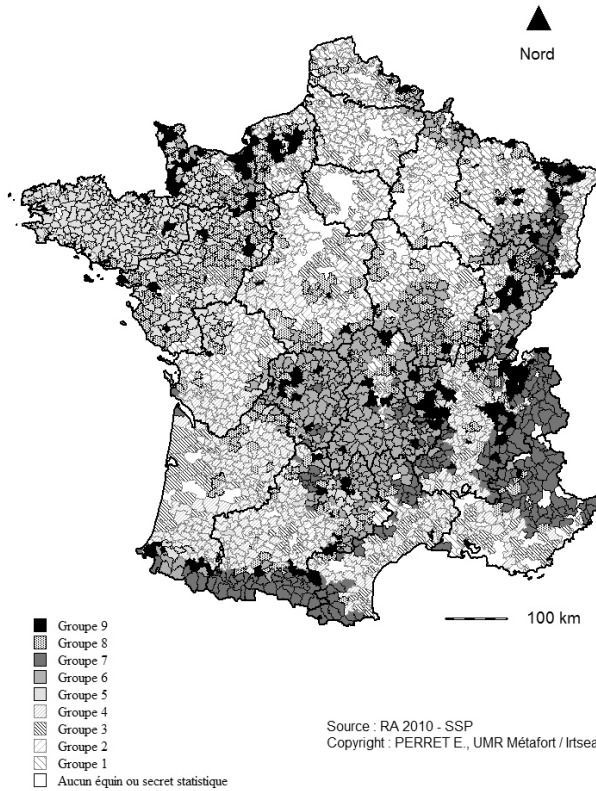 Nord
100 km
Groupe 9
Groupe 8
Groupe 7
Groupe 6
Groupe 5
Groupe 4
Groupe 3
Groupe 2
Groupe 1
Aucun équin ou secret statistique
Source : RA 2010 - SSP
Copyright : PERRET E., UMR Métafort / Irstea